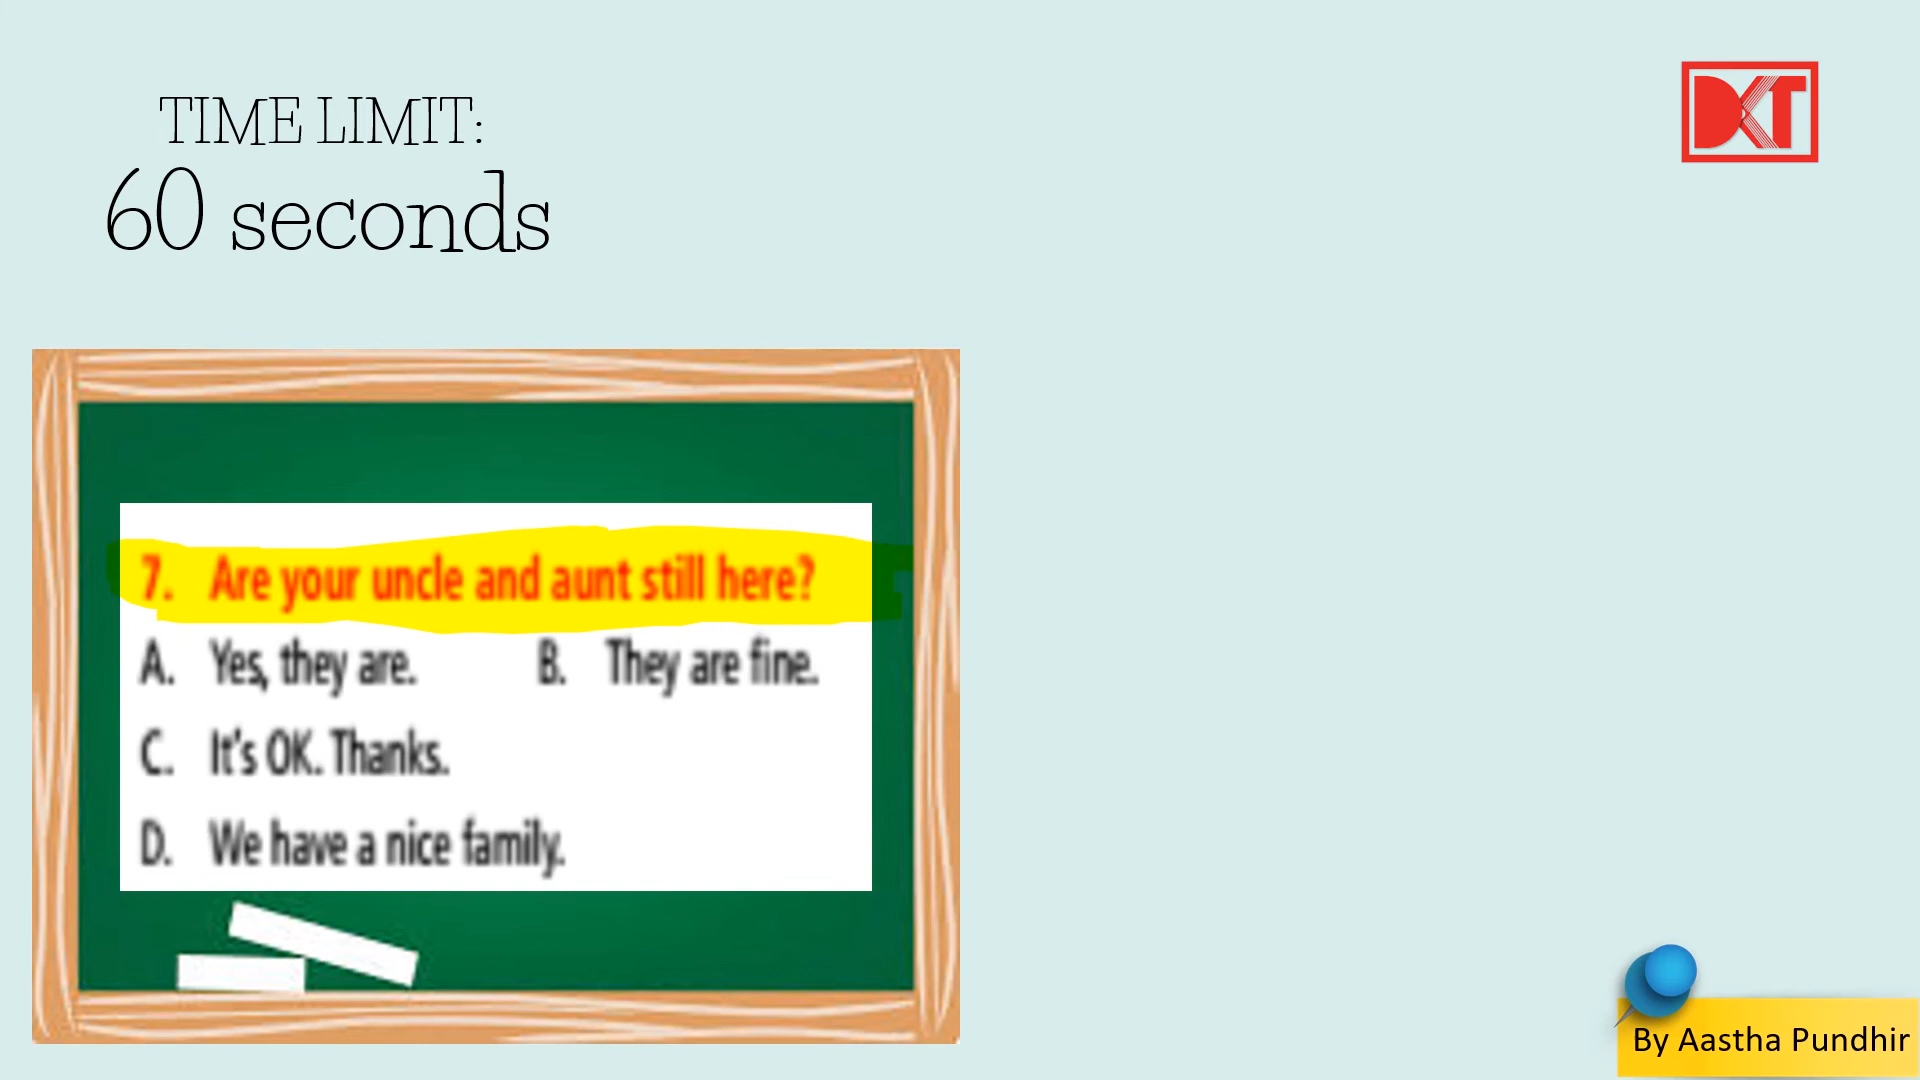 TIME LIMIT:
60 seconds
DKT
7. Are your uncle and aunt still here?
A. Yes, they are. B. They are fine.
C. It's OK. Thanks.
D. We have a nice family.
By Aastha Pundhir